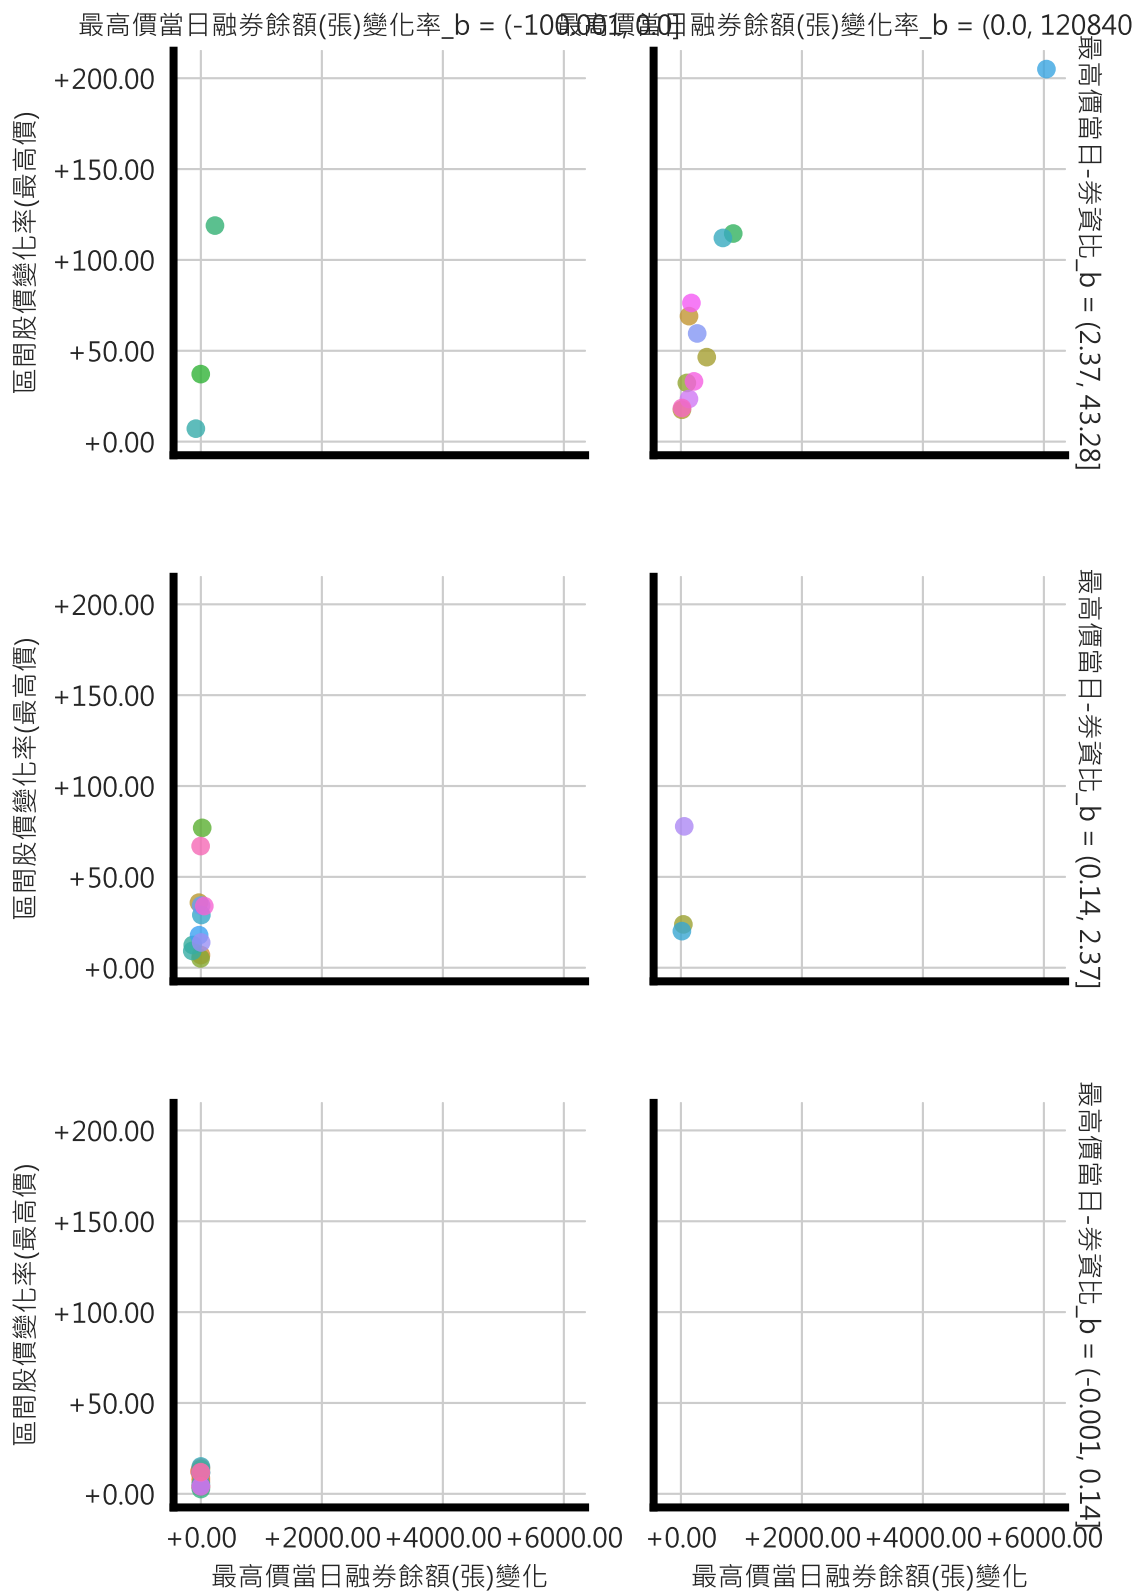 最高價當日融券餘額(張)變化率_b = (-100.001, 0.0]
最高價當日融券餘額(張)變化率_b = (0.0, 120840
+200.00
+150.00
+100.00
+50.00
+0.00
區間股價變化率(最高價)
最高價當日-券資比_b = (2.37, 43.28]
+200.00
+150.00
+100.00
+50.00
+0.00
區間股價變化率(最高價)
最高價當日-券資比_b = (0.14, 2.37]
+200.00
+150.00
+100.00
+50.00
+0.00
區間股價變化率(最高價)
最高價當日-券資比_b = (-0.001, 0.14]
+0.00 +2000.00 +4000.00 +6000.00
+0.00 +2000.00 +4000.00 +6000.00
最高價當日融券餘額(張)變化
最高價當日融券餘額(張)變化